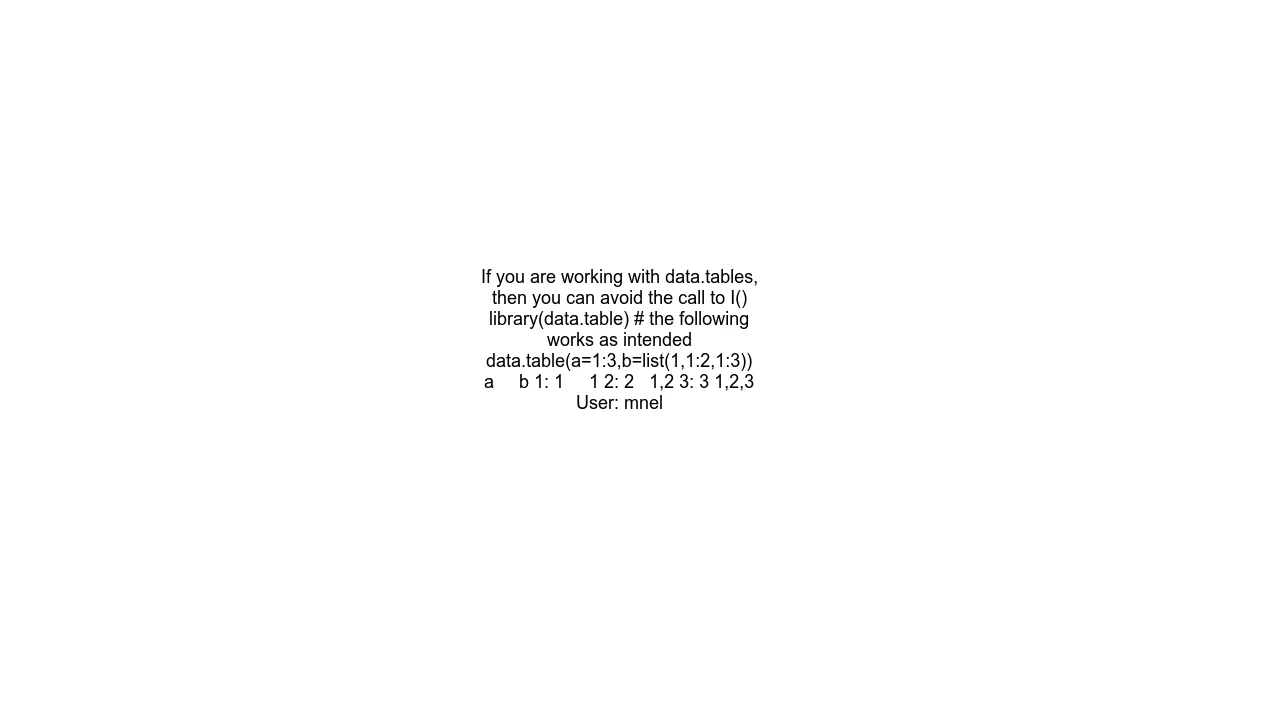 If you are working with data.tables,
then you can avoid the call to I()
library(data.table) # the following
works as intended
data.table(a=1:3,b=list(1,1:2,1:3))
a     b 1: 1     1 2: 2   1,2 3: 3 1,2,3
User: mnel